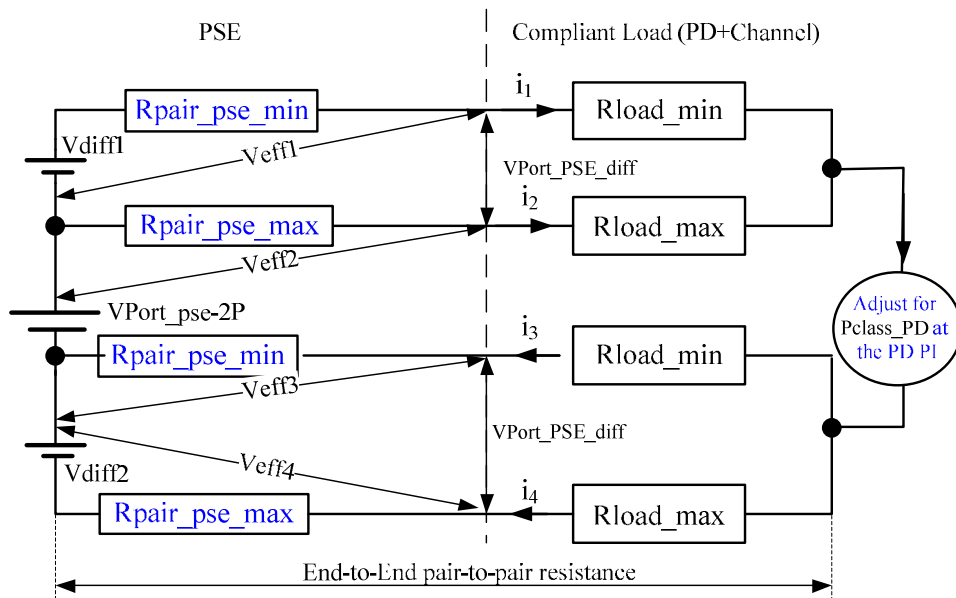 PSE
Compliant Load (PD+Channel)
Rpair_pse_min
i1
Rload_min
Vdiff1
Veff1
VPort_PSE_diff
i2
Rpair_pse_max
Rload_max
Veff2
VPort_pse-2P
Adjust for
Pclass_PD at
the PD PI
i3
Rpair_pse_min
Rload_min
Veff3
VPort_PSE_diff
Veff4
Vdiff2
i4
Rpair_pse_max
Rload_max
End-to-End pair-to-pair resistance